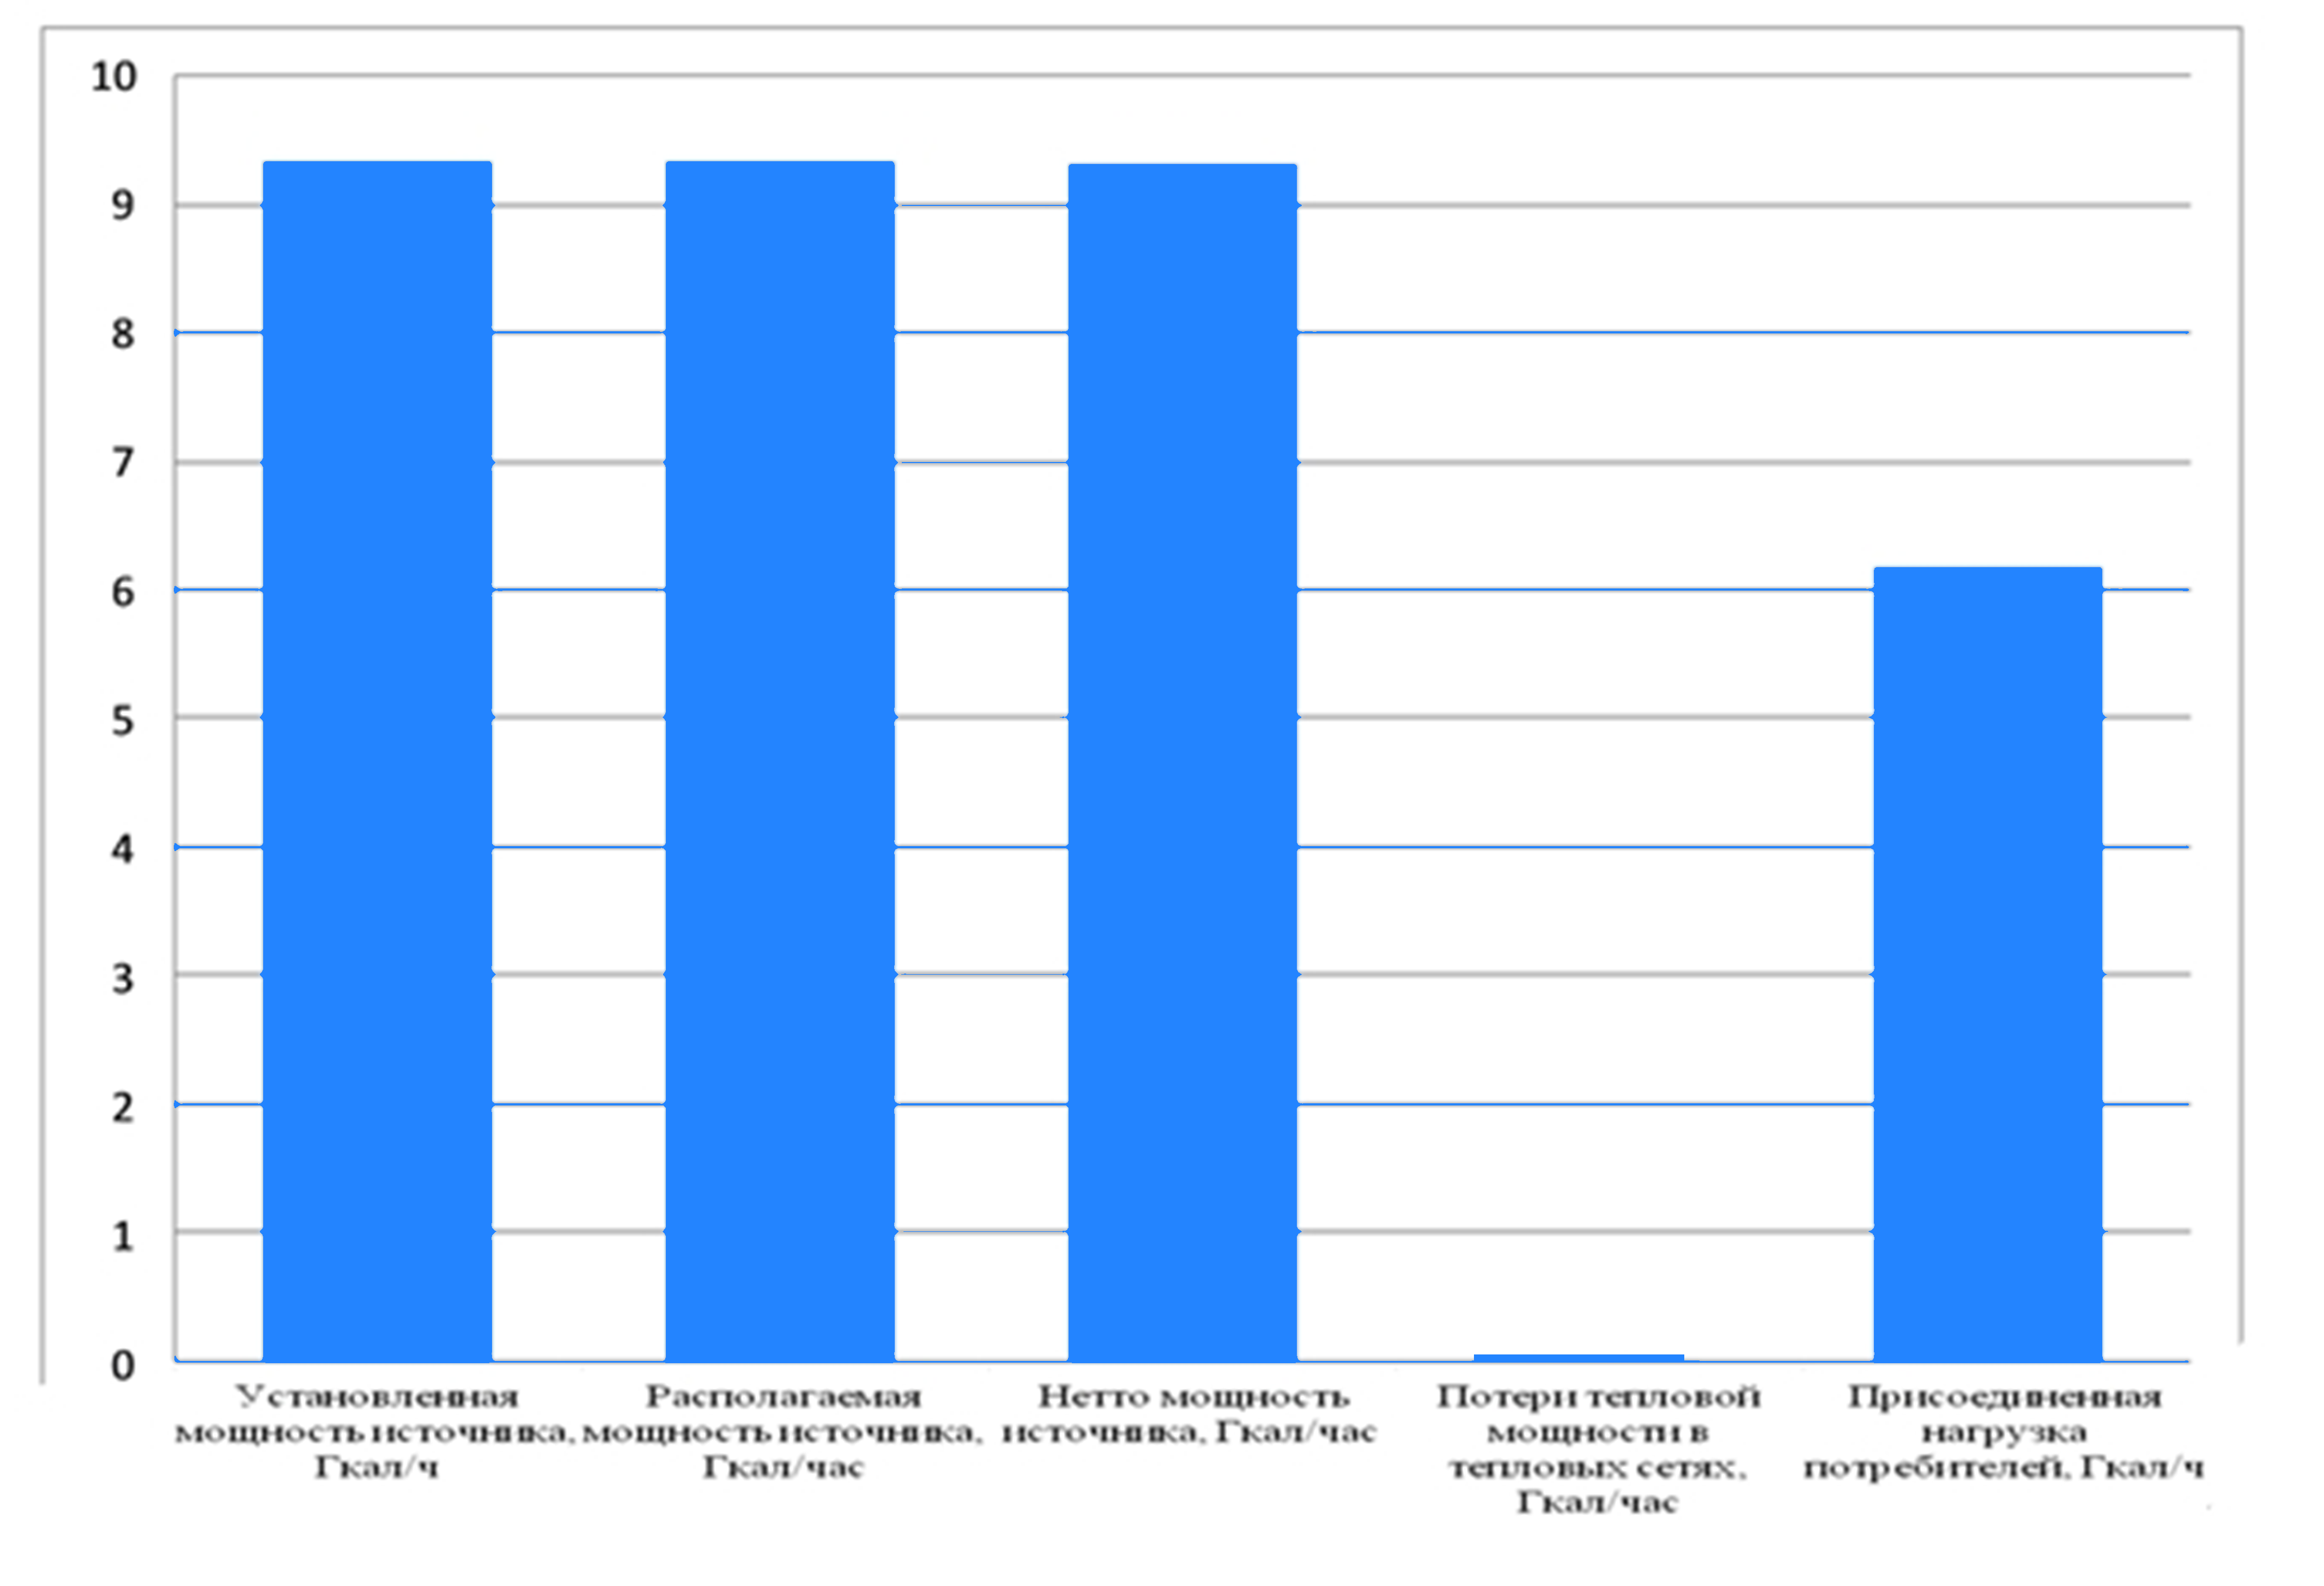 10
9
8
7
6
5
4
3
2
1
0
Установленная
мощность источника,
Гкал/ч
Располагаемая
мощность источника,
Гкал/час
Нетто мощность
источника, Гкал/час
Потери тепловой
мощности в
тепловых сетях,
Гкал/час
Присоединенная
нагрузка
потребителей, Гкал/ч